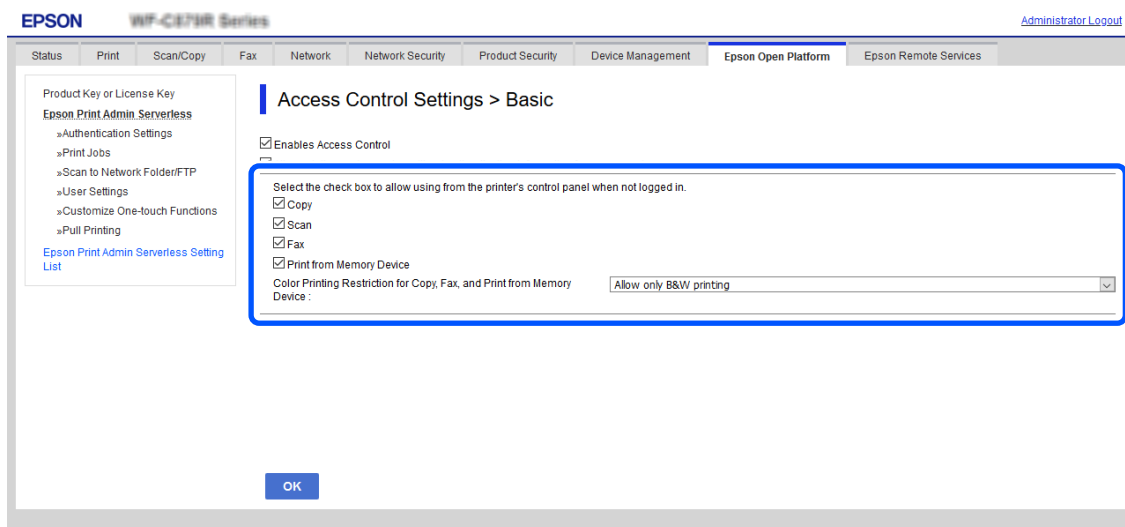 EPSON
Administrator Logout
Status Print Scan/Copy Fax Network Network Security Product Security Device Management Epson Open Platform Epson Remote Services
Product Key or License Key
Epson Print Admin Serverless
»Authentication Settings
»Print Jobs
»Scan to Network Folder/FTP
»User Settings
»Customize One-touch Functions
»Pull Printing
Epson Print Admin Serverless Setting
List
Access Control Settings > Basic
Enables Access Control
Select the check box to allow using from the printer's control panel when not logged in.
Copy
Scan
Fax
Print from Memory Device
Color Printing Restriction for Copy, Fax, and Print from Memory
Device :
Allow only B&W printing
OK